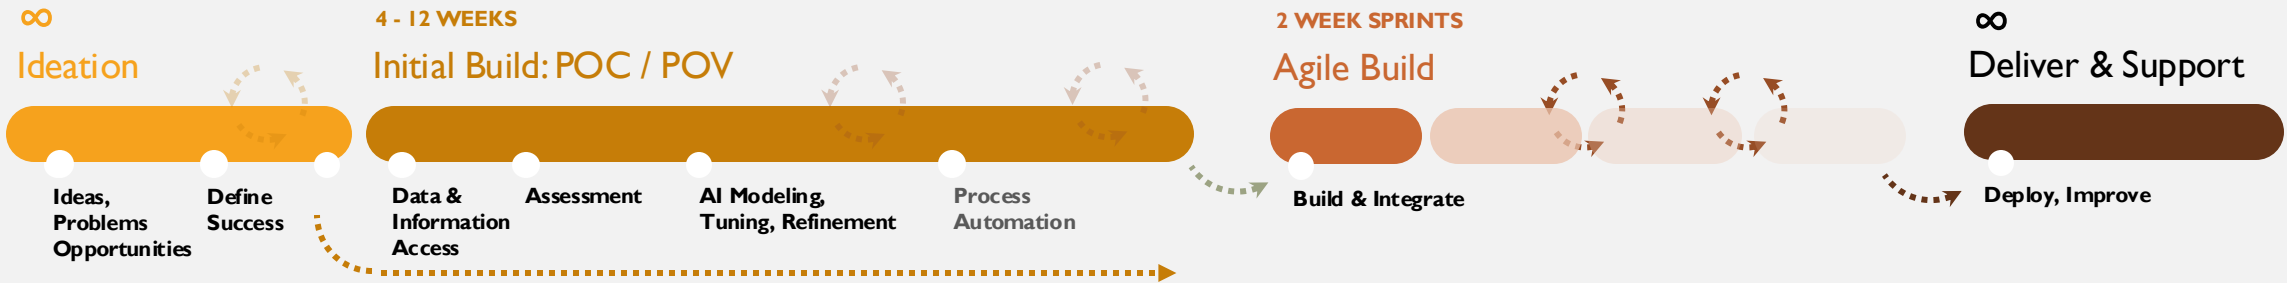 ∞
Ideation
Ideas,
Problems
Opportunities
Define
Success
4 - 12 WEEKS
Initial Build: POC / POV
Data &
Information
Access
Assessment
AI Modeling,
Tuning, Refinement
Process
Automation
2 WEEK SPRINTS
Agile Build
Build & Integrate
∞
Deliver & Support
Deploy, Improve